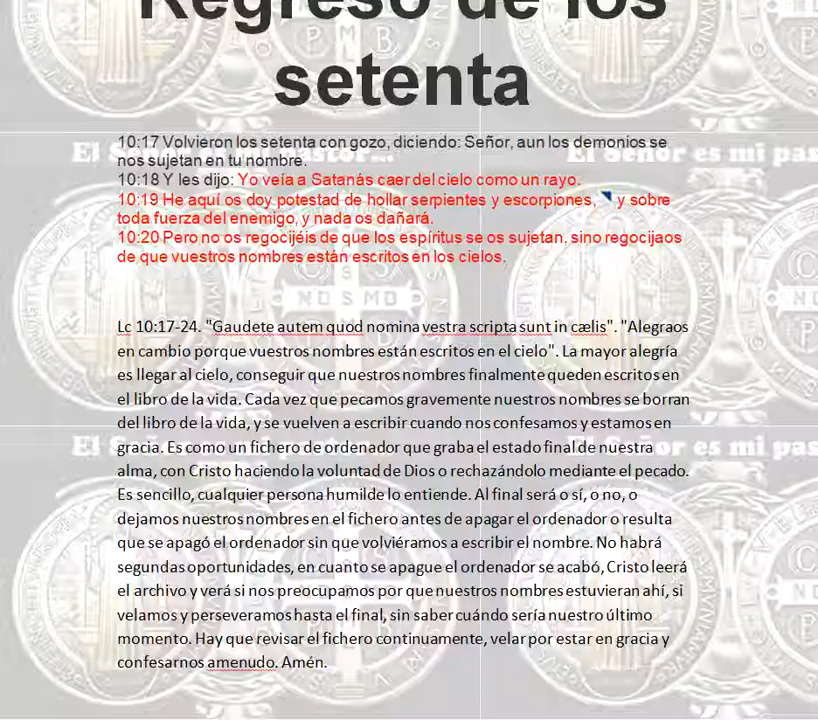 Regreso de los
setenta
10:17 Volvieron los setenta con gozo, diciendo: Señor, aun los demonios se
nos sujetan en tu nombre.
10:18 Y les dijo: Yo veía a Satanás caer del cielo como un rayo.
10:19 He aquí os doy potestad de hollar serpientes y escorpiones, y sobre
toda fuerza del enemigo, y nada os dañará.
10:20 Pero no os regocijéis de que los espíritus se os sujetan, sino regocijaos
de que vuestros nombres están escritos en los cielos.
Lc 10:17-24. "Gaudete autem quod nomina vestra scripta sunt in cælis". "Alegraos
en cambio porque vuestros nombres están escritos en el cielo". La mayor alegría
es llegar al cielo, conseguir que nuestros nombres finalmente queden escritos en
el libro de la vida. Cada vez que pecamos gravemente nuestros nombres se borran
del libro de la vida, y se vuelven a escribir cuando nos confesamos y estamos en
gracia. Es como un fichero de ordenador que graba el estado final de nuestra
alma, con Cristo haciendo la voluntad de Dios o rechazándolo mediante el pecado.
Es sencillo, cualquier persona humilde lo entiende. Al final será o sí, o no, o
dejamos nuestros nombres en el fichero antes de apagar el ordenador o resulta
que se apagó el ordenador sin que volviéramos a escribir el nombre. No habrá
segundas oportunidades, en cuanto se apague el ordenador se acabó, Cristo leerá
el archivo y verá si nos preocupamos por que nuestros nombres estuvieran ahí, si
velamos y perseveramos hasta el final, sin saber cuándo sería nuestro último
momento. Hay que revisar el fichero continuamente, velar por estar en gracia y
confesarnos amenudo. Amén.